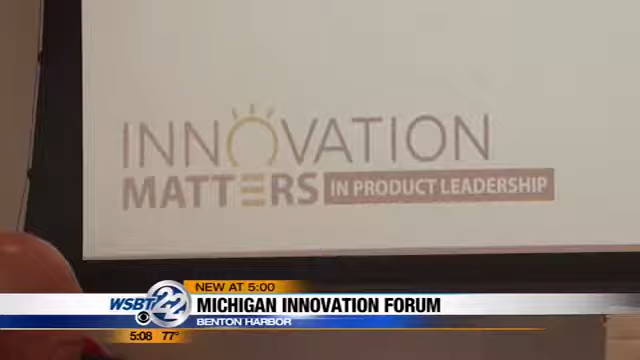 INNOVATION
MATTERS IN PRODUCT LEADERSHIP
NEW AT 5:00
WSBT 22 MICHIGAN INNOVATION FORUM
BENTON HARBOR
5:08 77°